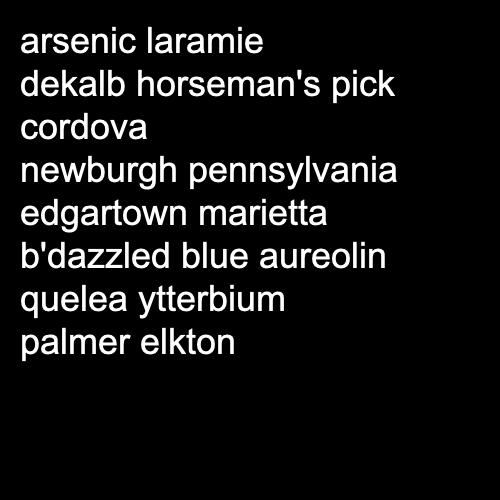 arsenic laramie
dekalb horseman's pick
cordova
newburgh pennsylvania
edgartown marietta
b'dazzled blue aureolin
quelea ytterbium
palmer elkton